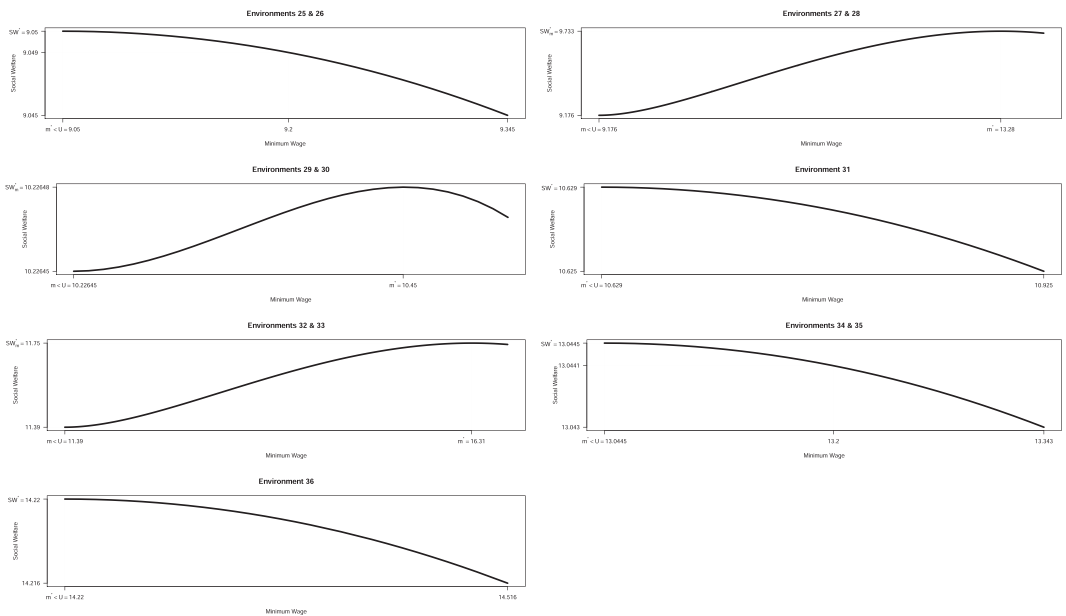 Environments 25 & 26
SW* = 9.05
9.049
9.045
Social Welfare
m* < U = 9.05
9.2
9.345
Minimum Wage
Environments 27 & 28
SW*m = 9.733
9.176
Social Welfare
m < U = 9.176
m* = 13.28
Minimum Wage
Environments 29 & 30
SW*m = 10.22648
10.22645
Social Welfare
m < U = 10.22645
m* = 10.45
Minimum Wage
Environment 31
SW* = 10.629
10.625
Social Welfare
m* < U = 10.629
10.925
Minimum Wage
Environments 32 & 33
SW*m = 11.75
11.39
Social Welfare
m < U = 11.39
m* = 16.31
Minimum Wage
Environments 34 & 35
SW* = 13.0445
13.0441
13.043
Social Welfare
m* < U = 13.0445
13.2
13.343
Minimum Wage
Environment 36
SW* = 14.22
14.216
Social Welfare
m* < U = 14.22
14.516
Minimum Wage